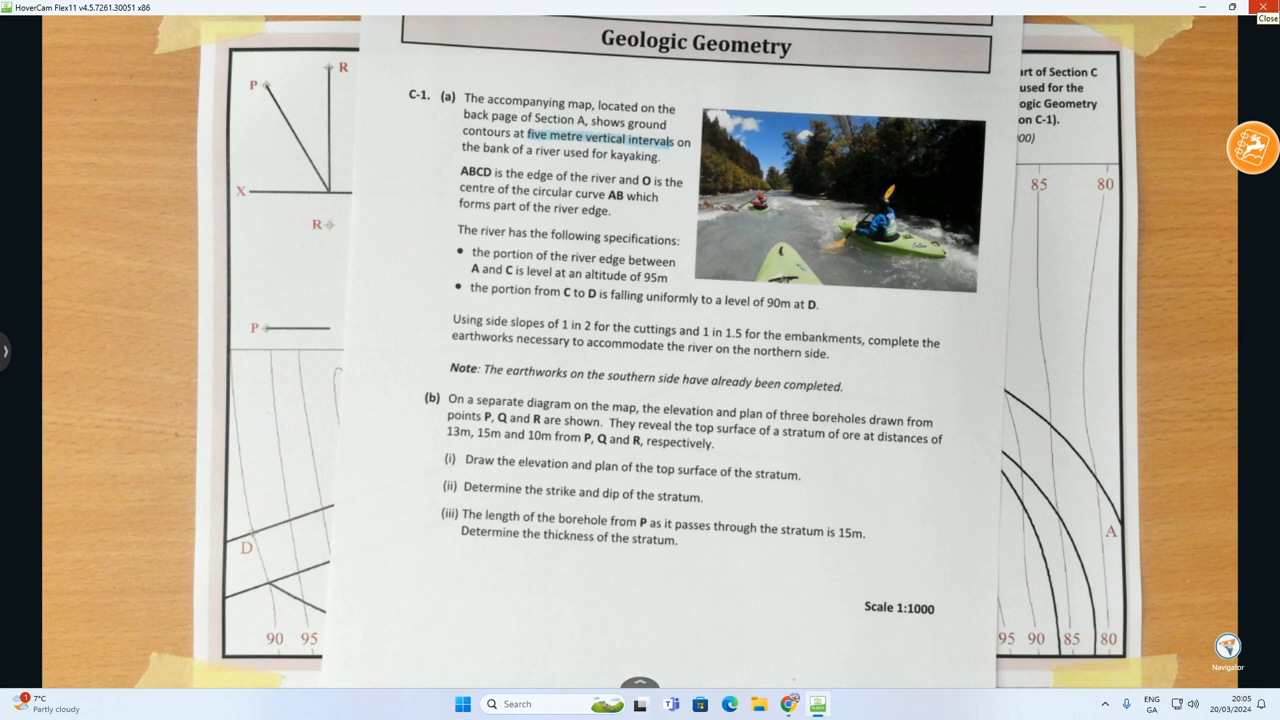 HoverCam Flex11 v4.5.7261.30051 x86
Close
Geologic Geometry
C-1. (a) The accompanying map, located on the
back page of Section A, shows ground
contours at five metre vertical intervals on
the bank of a river used for kayaking.
ABCD is the edge of the river and O is the
centre of the circular curve AB which
forms part of the river edge.
The river has the following specifications:
• the portion of the river edge between
A and C is level at an altitude of 95m
• the portion from C to D is falling uniformly to a level of 90m at D.
Using side slopes of 1 in 2 for the cuttings and 1 in 1.5 for the embankments, complete the
earthworks necessary to accommodate the river on the northern side.
Note: The earthworks on the southern side have already been completed.
(b) On a separate diagram on the map, the elevation and plan of three boreholes drawn from
points P, Q and R are shown. They reveal the top surface of a stratum of ore at distances of
13m, 15m and 10m from P, Q and R, respectively.
(i) Draw the elevation and plan of the top surface of the stratum.
(ii) Determine the strike and dip of the stratum.
(iii) The length of the borehole from P as it passes through the stratum is 15m.
Determine the thickness of the stratum.
Scale 1:1000
P
R
X
R
P
D
90 95
art of Section C
used for the
ogic Geometry
on C-1).
00)
85 80
A
95 90 85 80
Navigator
1
7°C
Partly cloudy
Search
ENG
GA
20:05
20/03/2024